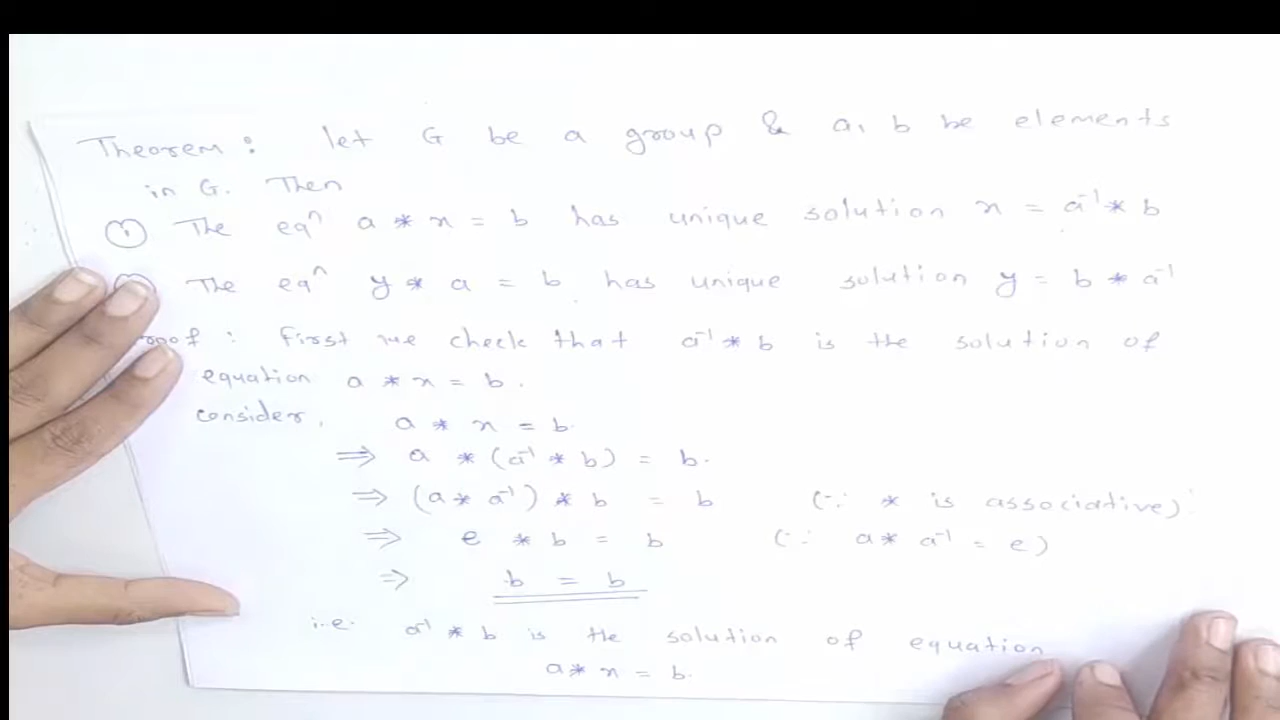 Theorem : let G be a group & a, b be elements
in G. Then
① The eqⁿ a * x = b has unique solution x = a⁻¹ * b
The eqⁿ y * a = b has unique solution y = b * a⁻¹
roof : first we check that a⁻¹ * b is the solution of
equation a * x = b.
consider, a * x = b.
⇒ a * (a⁻¹ * b) = b.
⇒ (a * a⁻¹) * b = b (∵ * is associative)
⇒ e * b = b (∵ a * a⁻¹ = e)
⇒ b = b
i.e. a⁻¹ * b is the solution of equation
a * x = b.